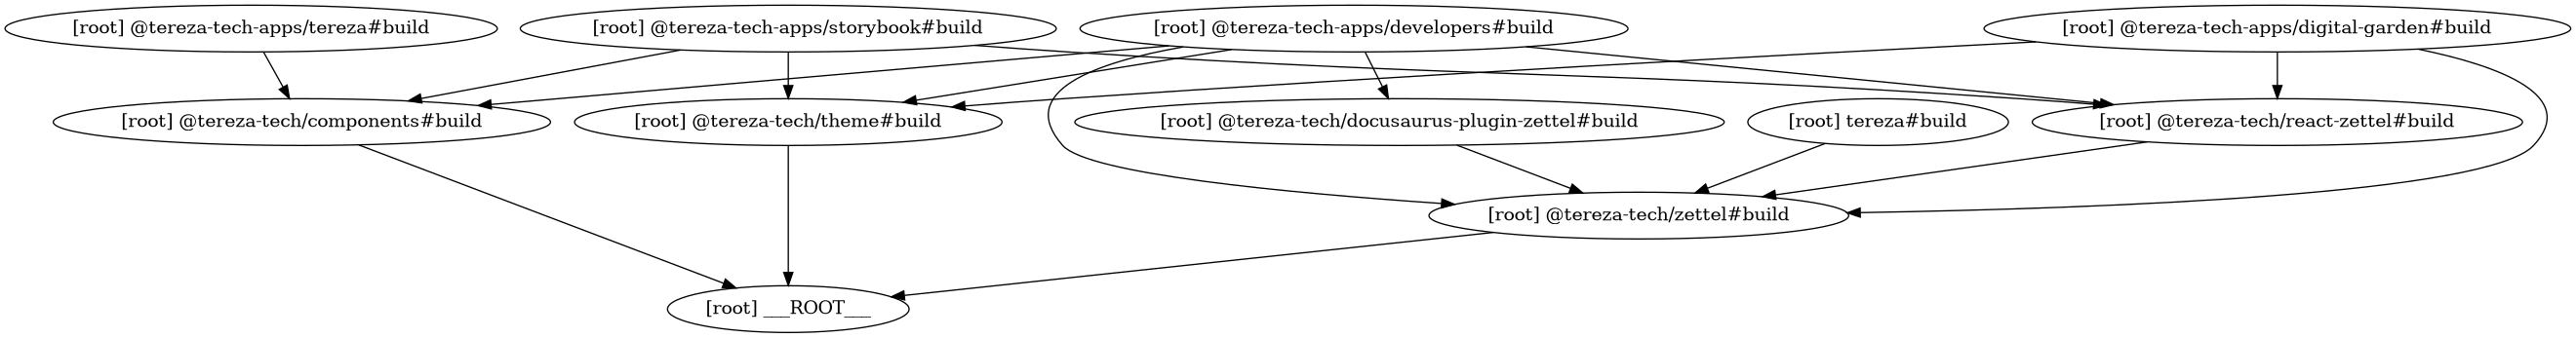 [root] @tereza-tech-apps/tereza#build
[root] @tereza-tech-apps/storybook#build
[root] @tereza-tech-apps/developers#build
[root] @tereza-tech-apps/digital-garden#build
[root] @tereza-tech/components#build
[root] @tereza-tech/theme#build
[root] @tereza-tech/docusaurus-plugin-zettel#build
[root] tereza#build
[root] @tereza-tech/react-zettel#build
[root] @tereza-tech/zettel#build
[root] ___ROOT___